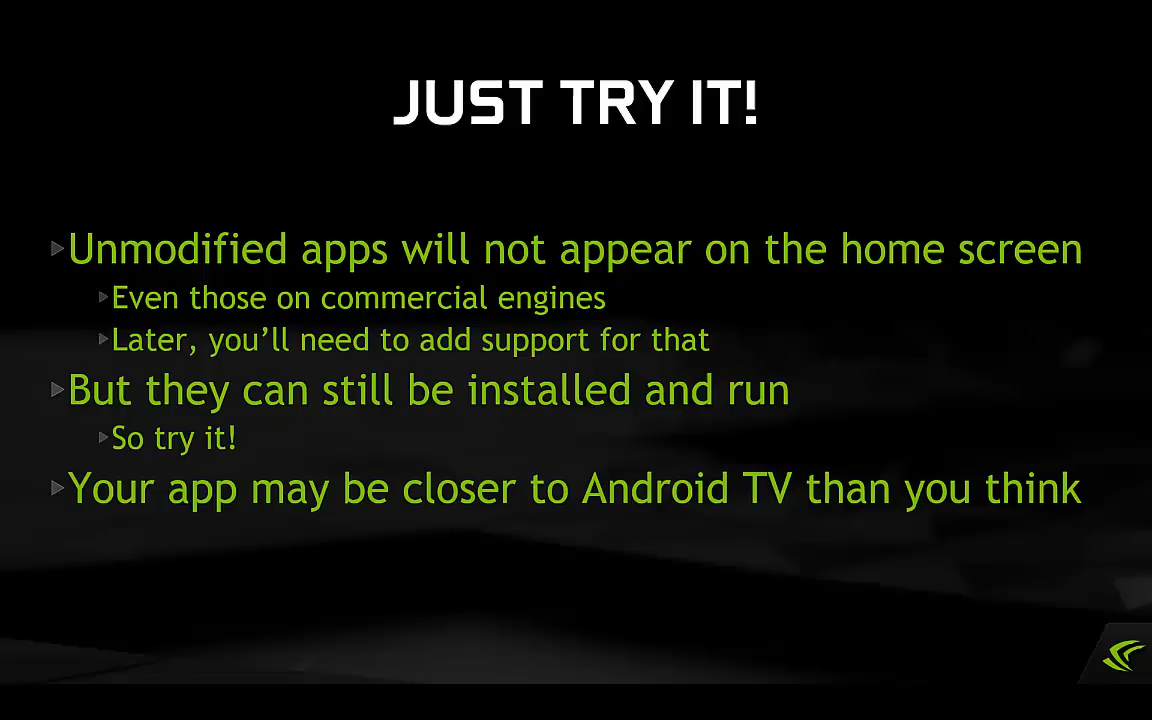 JUST TRY IT!
Unmodified apps will not appear on the home screen
Even those on commercial engines
Later, you’ll need to add support for that
But they can still be installed and run
So try it!
Your app may be closer to Android TV than you think